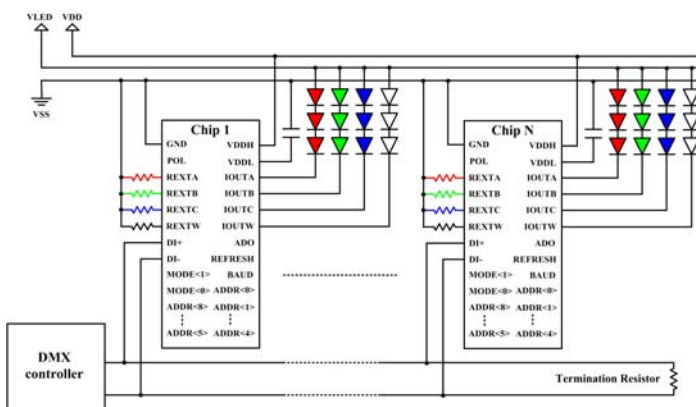 VLED VDD
VSS
Chip 1
GND VDDH
POL VDDL
REXTA IOUTA
REXTB IOUTB
REXTC IOUTC
REXTW IOUTW
DI+ ADO
DI- REFRESH
MODE<1> BAUD
MODE<0> ADDR<0>
ADDR<8> ADDR<1>
ADDR<5> ADDR<4>
Chip N
GND VDDH
POL VDDL
REXTA IOUTA
REXTB IOUTB
REXTC IOUTC
REXTW IOUTW
DI+ ADO
DI- REFRESH
MODE<1> BAUD
MODE<0> ADDR<0>
ADDR<8> ADDR<1>
ADDR<5> ADDR<4>
DMX
controller
Termination Resistor